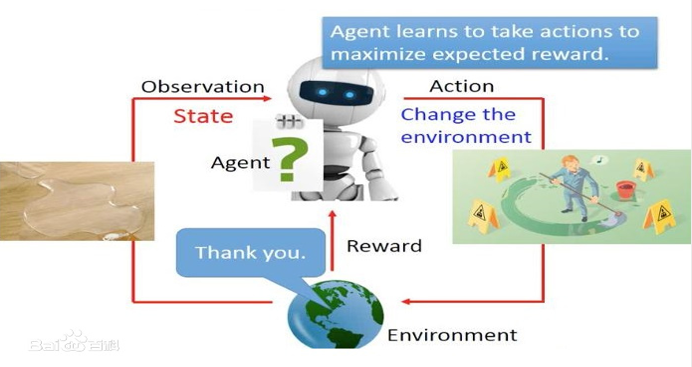 Agent learns to take actions to
maximize expected reward.
Observation
Action
State
Change the
environment
Agent
?
Reward
Thank you.
Environment
Bai百科